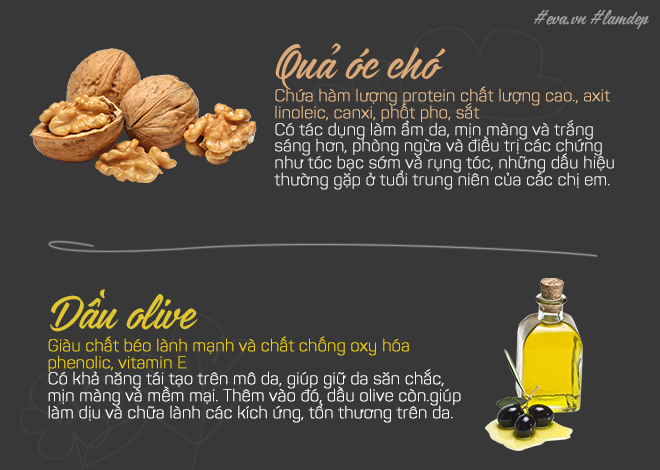 #eva.vn #lamdep
Quả óc chó
Chứa hàm lượng protein chất lượng cao., axit
linoleic, canxi, phốt pho, sắt
Có tác dụng làm ẩm da, mịn màng và trắng
sáng hơn, phòng ngừa và điều trị các chứng
như tóc bạc sớm và rụng tóc, những dấu hiệu
thường gặp ở tuổi trung niên của các chị em.
Dầu olive
Giàu chất béo lành mạnh và chất chống oxy hóa
phenolic, vitamin E
Có khả năng tái tạo trên mô da, giúp giữ da săn chắc,
mịn màng và mềm mại. Thêm vào đó, dầu olive còn.giúp
làm dịu và chữa lành các kích ứng, tổn thương trên da.